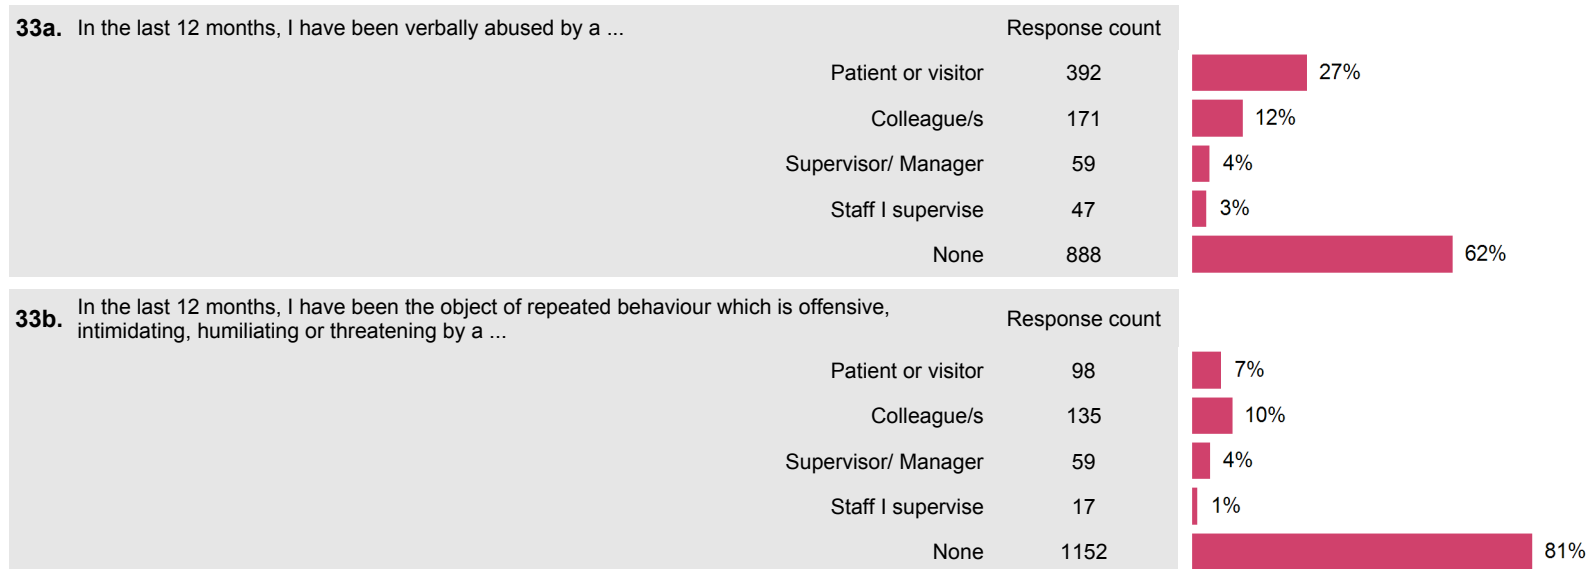 33a. In the last 12 months, I have been verbally abused by a ... Response count
Patient or visitor 392 27%
Colleague/s 171 12%
Supervisor/ Manager 59 4%
Staff I supervise 47 3%
None 888 62%
33b. In the last 12 months, I have been the object of repeated behaviour which is offensive,
intimidating, humiliating or threatening by a ... Response count
Patient or visitor 98 7%
Colleague/s 135 10%
Supervisor/ Manager 59 4%
Staff I supervise 17 1%
None 1152 81%